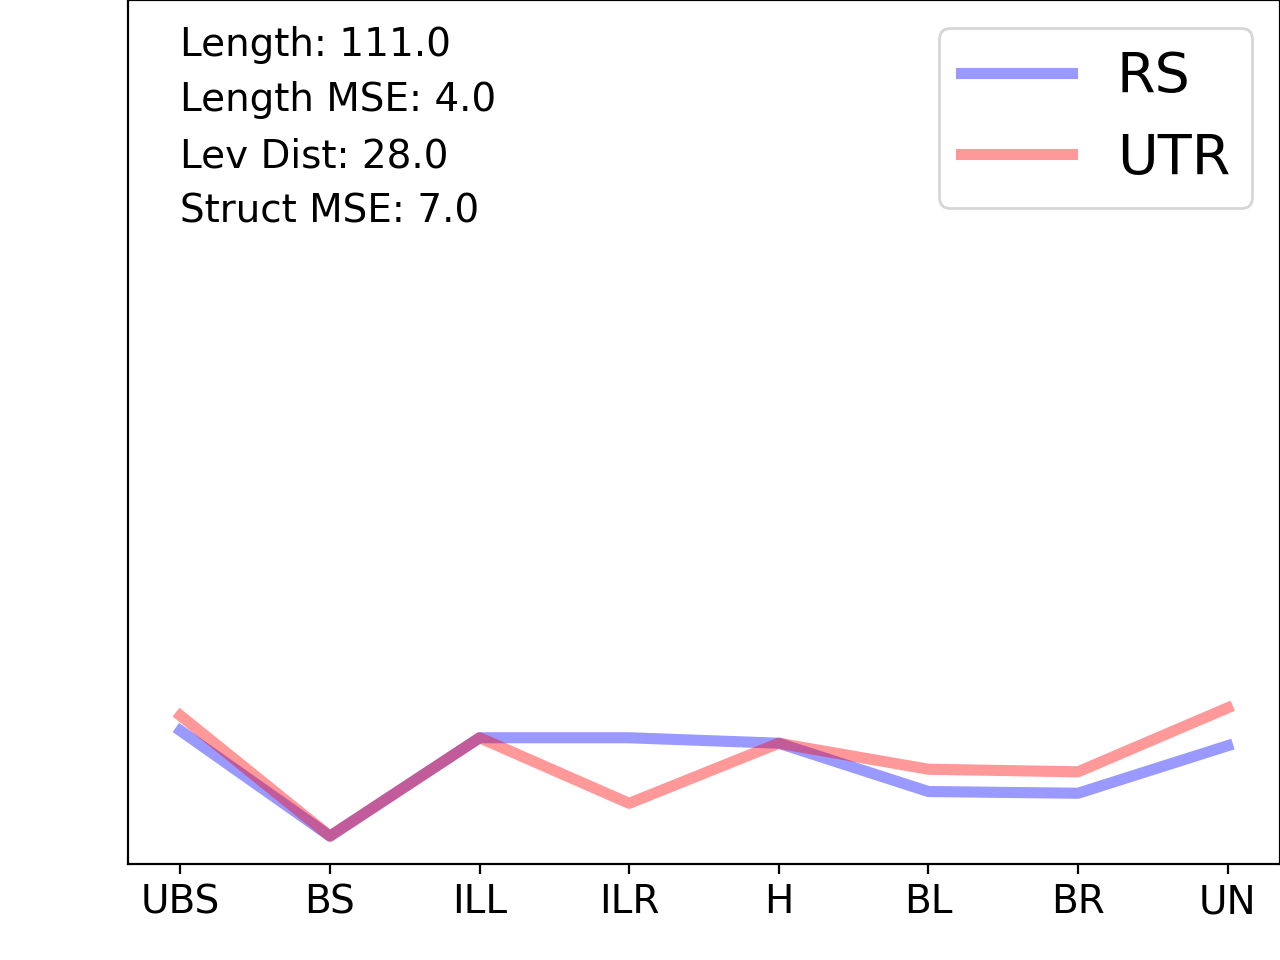 Length: 111.0
Length MSE: 4.0
Lev Dist: 28.0
Struct MSE: 7.0
RS
UTR
UBS BS ILL ILR H BL BR UN